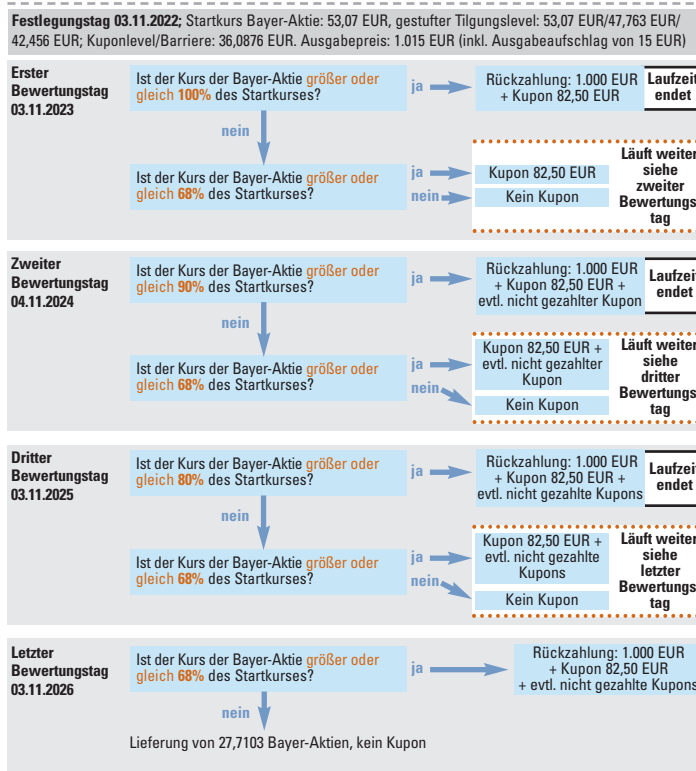 Festlegungstag 03.11.2022; Startkurs Bayer-Aktie: 53,07 EUR, gestufter Tilgungslevel: 53,07 EUR/47,763 EUR/
42,456 EUR; Kuponlevel/Barriere: 36,0876 EUR. Ausgabepreis: 1.015 EUR (inkl. Ausgabeaufschlag von 15 EUR)
Erster
Bewertungstag
03.11.2023
Ist der Kurs der Bayer-Aktie größer oder
gleich 100% des Startkurses?
ja
Rückzahlung: 1.000 EUR
+ Kupon 82,50 EUR
Laufzeit
endet
nein
Ist der Kurs der Bayer-Aktie größer oder
gleich 68% des Startkurses?
ja
Kupon 82,50 EUR
nein
Kein Kupon
Läuft weiter
siehe
zweiter
Bewertungs
tag
Zweiter
Bewertungstag
04.11.2024
Ist der Kurs der Bayer-Aktie größer oder
gleich 90% des Startkurses?
ja
Rückzahlung: 1.000 EUR
+ Kupon 82,50 EUR +
evtl. nicht gezahlter Kupon
Laufzeit
endet
nein
Ist der Kurs der Bayer-Aktie größer oder
gleich 68% des Startkurses?
ja
Kupon 82,50 EUR +
evtl. nicht gezahlter
Kupon
nein
Kein Kupon
Läuft weiter
siehe
dritter
Bewertungs
tag
Dritter
Bewertungstag
03.11.2025
Ist der Kurs der Bayer-Aktie größer oder
gleich 80% des Startkurses?
ja
Rückzahlung: 1.000 EUR
+ Kupon 82,50 EUR +
evtl. nicht gezahlte Kupons
Laufzeit
endet
nein
Ist der Kurs der Bayer-Aktie größer oder
gleich 68% des Startkurses?
ja
Kupon 82,50 EUR +
evtl. nicht gezahlte
Kupons
nein
Kein Kupon
Läuft weiter
siehe
letzter
Bewertungs
tag
Letzter
Bewertungstag
03.11.2026
Ist der Kurs der Bayer-Aktie größer oder
gleich 68% des Startkurses?
ja
Rückzahlung: 1.000 EUR
+ Kupon 82,50 EUR
+ evtl. nicht gezahlte Kupons
nein
Lieferung von 27,7103 Bayer-Aktien, kein Kupon